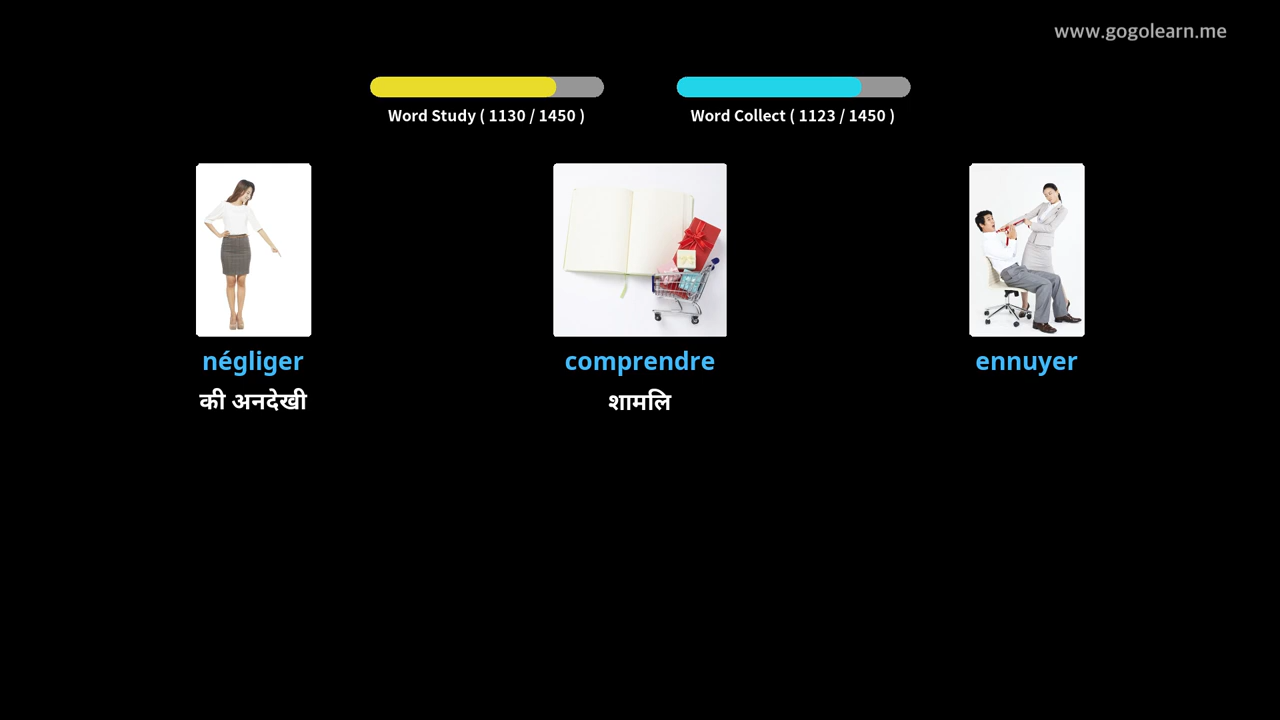 www.gogolearn.me
Word Study ( 1130 / 1450 )
Word Collect ( 1123 / 1450 )
négliger
comprendre
ennuyer
की अनदेखी
शामलि